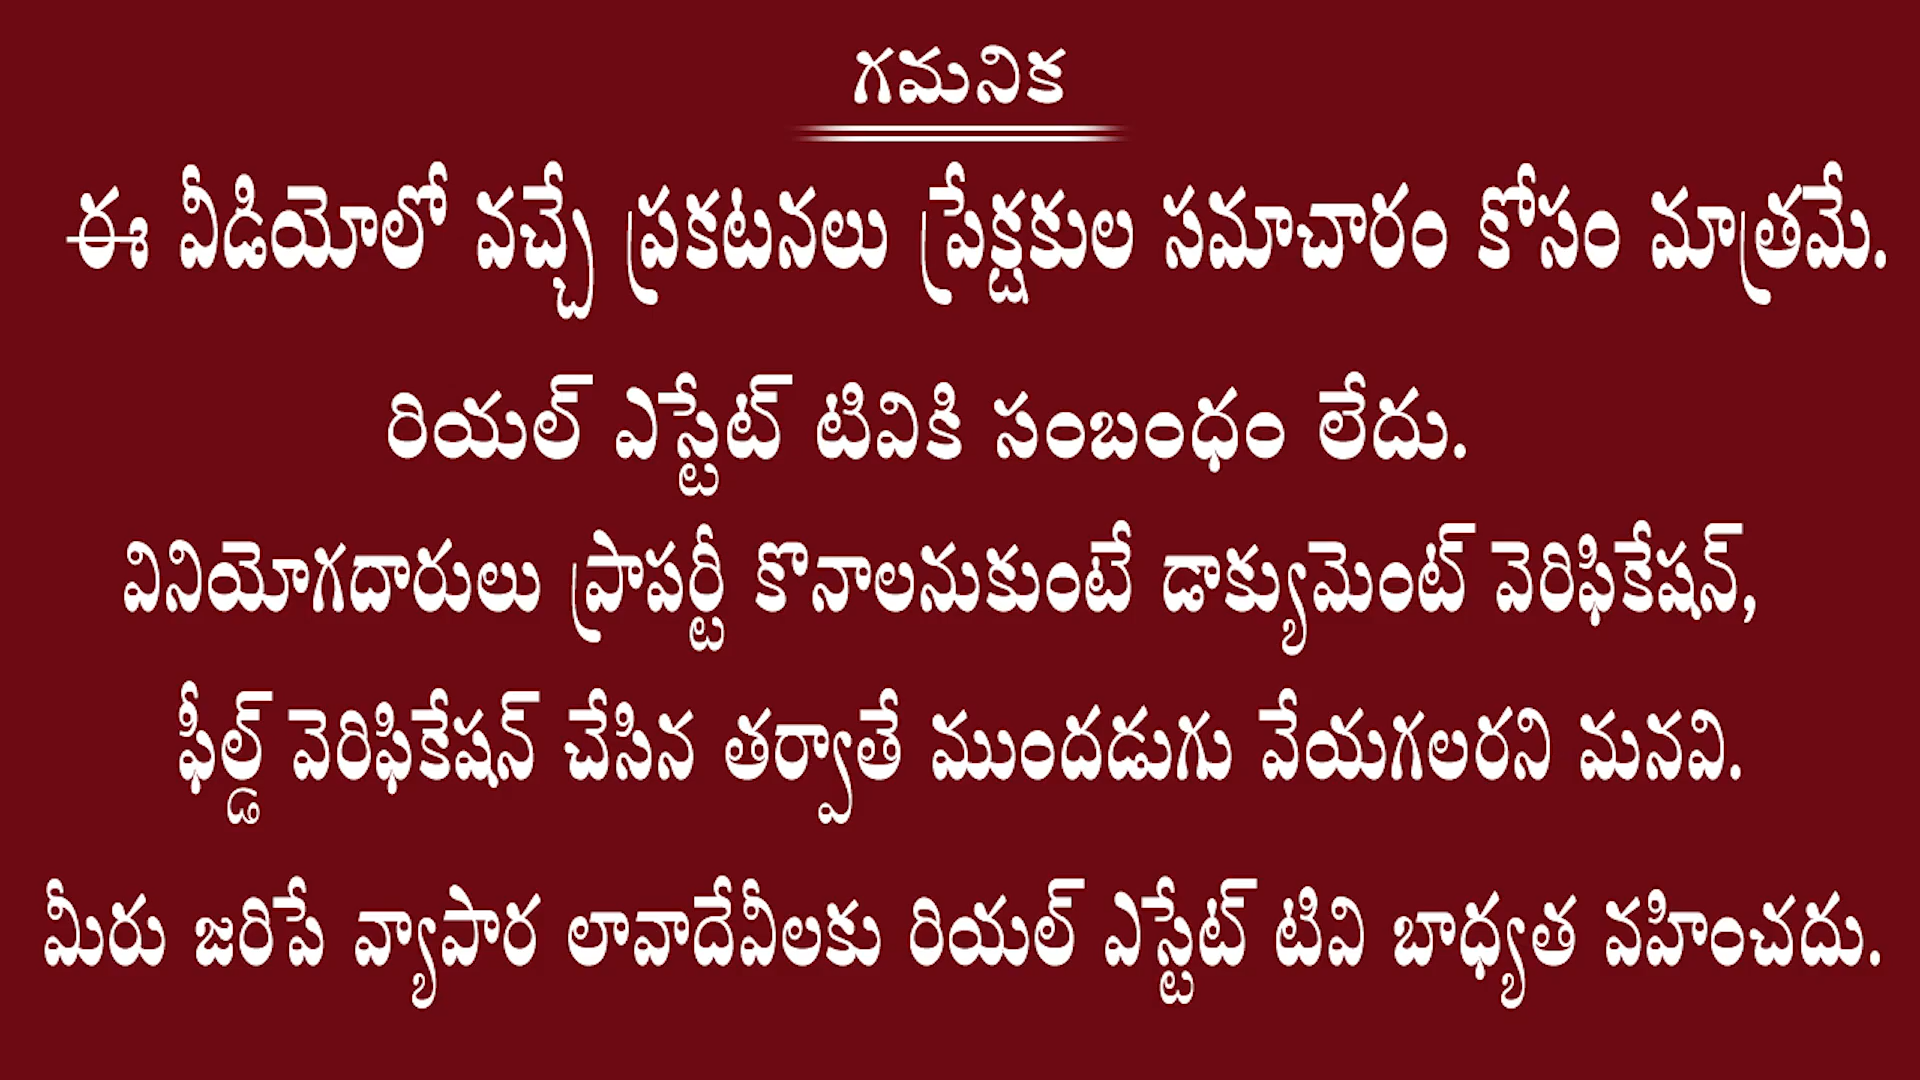 గమనిక
ఈ వీడియోలో వచ్చే ప్రకటనలు ప్రేక్షకుల సమాచారం కోసం మాత్రమే.
రియల్ ఎస్టేట్ టివికి సంబంధం లేదు.
వినియోగదారులు ప్రాపర్టీ కొనాలనుకుంటే డాక్యుమెంట్ వెరిఫికేషన్,
ఫీల్డ్ వెరిఫికేషన్ చేసిన తర్వాతే ముందడుగు వేయగలరని మనవి.
మీరు జరిపే వ్యాపార లావాదేవీలకు రియల్ ఎస్టేట్ టివి బాధ్యత వహించదు.